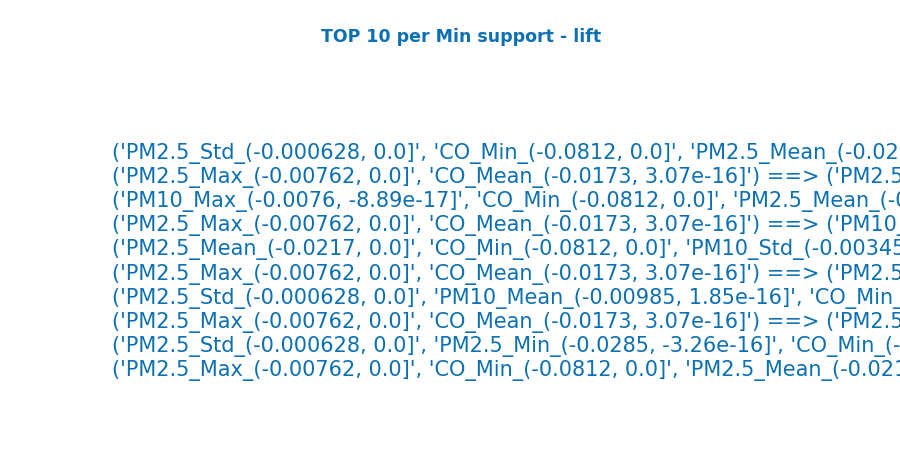 TOP 10 per Min support - lift
('PM2.5_Std_(-0.000628, 0.0]', 'CO_Min_(-0.0812, 0.0]', 'PM2.5_Mean_(-0.02
('PM2.5_Max_(-0.00762, 0.0]', 'CO_Mean_(-0.0173, 3.07e-16]') ==> ('PM2.5
('PM10_Max_(-0.0076, -8.89e-17]', 'CO_Min_(-0.0812, 0.0]', 'PM2.5_Mean_(-0
('PM2.5_Max_(-0.00762, 0.0]', 'CO_Mean_(-0.0173, 3.07e-16]') ==> ('PM10_
('PM2.5_Mean_(-0.0217, 0.0]', 'CO_Min_(-0.0812, 0.0]', 'PM10_Std_(-0.00345
('PM2.5_Max_(-0.00762, 0.0]', 'CO_Mean_(-0.0173, 3.07e-16]') ==> ('PM2.5
('PM2.5_Std_(-0.000628, 0.0]', 'PM10_Mean_(-0.00985, 1.85e-16]', 'CO_Min_
('PM2.5_Max_(-0.00762, 0.0]', 'CO_Mean_(-0.0173, 3.07e-16]') ==> ('PM2.5
('PM2.5_Std_(-0.000628, 0.0]', 'PM2.5_Min_(-0.0285, -3.26e-16]', 'CO_Min_(-
('PM2.5_Max_(-0.00762, 0.0]', 'CO_Min_(-0.0812, 0.0]', 'PM2.5_Mean_(-0.021